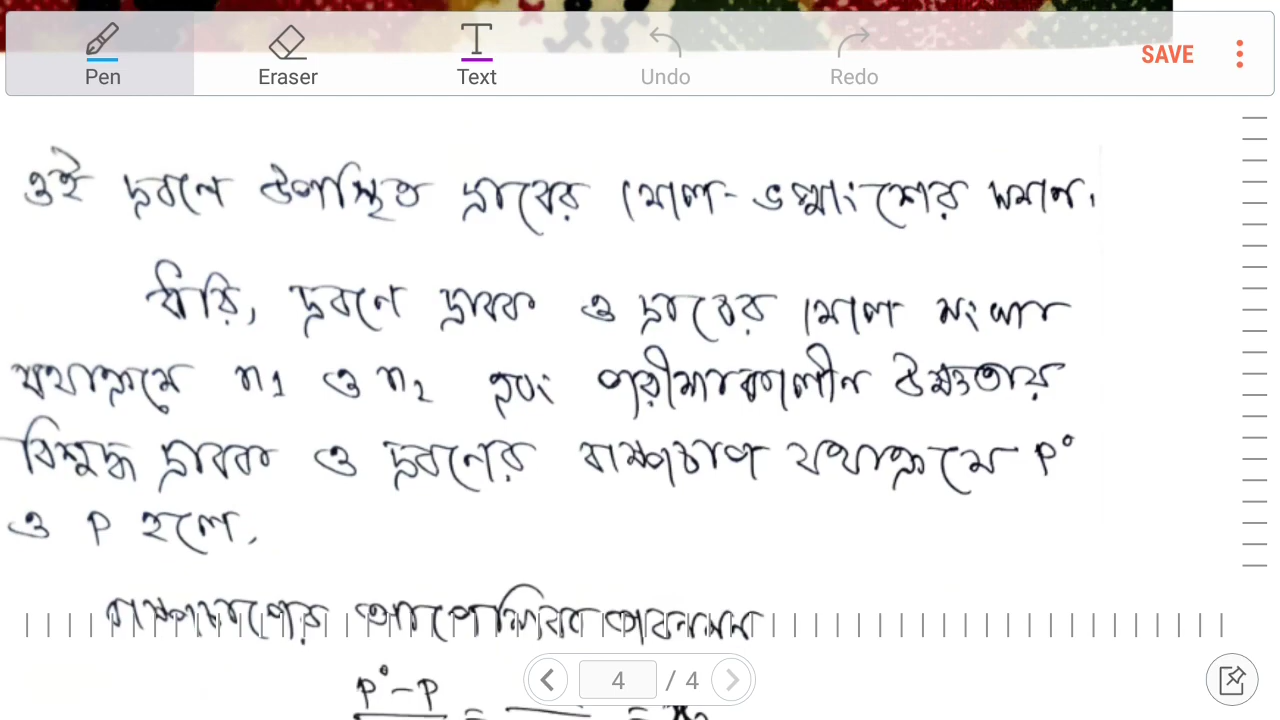 Pen Eraser Text Undo Redo SAVE
ওই দ্রবণে উপস্থিত দ্রাবের মোল-ভগ্নাংশের সমান।
ধরি, দ্রবণে দ্রাবক ও দ্রাবের মোল সংখ্যা
যথাক্রমে n₁ ও n₂ এবং পরীক্ষাকালীন উষ্ণতায়
বিশুদ্ধ দ্রাবক ও দ্রবণের বাষ্পচাপ যথাক্রমে P°
ও P হলে,
বাষ্পচাপের আপেক্ষিক অবনমন
P° - P = = x₂
4 / 4